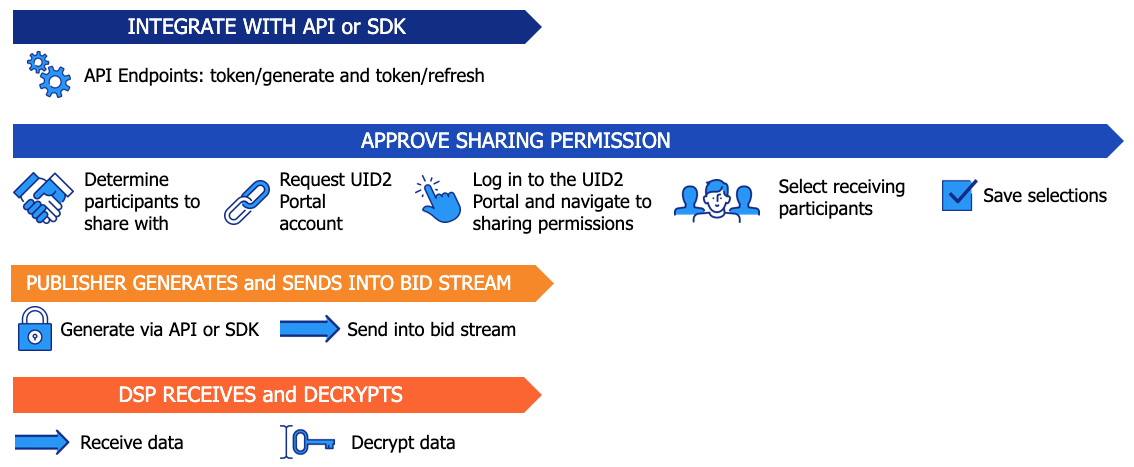 INTEGRATE WITH API or SDK
API Endpoints: token/generate and token/refresh
APPROVE SHARING PERMISSION
Determine
participants to
share with
Request UID2
Portal
account
Log in to the UID2
Portal and navigate to
sharing permissions
Select receiving
participants
Save selections
PUBLISHER GENERATES and SENDS INTO BID STREAM
Generate via API or SDK
Send into bid stream
DSP RECEIVES and DECRYPTS
Receive data
Decrypt data